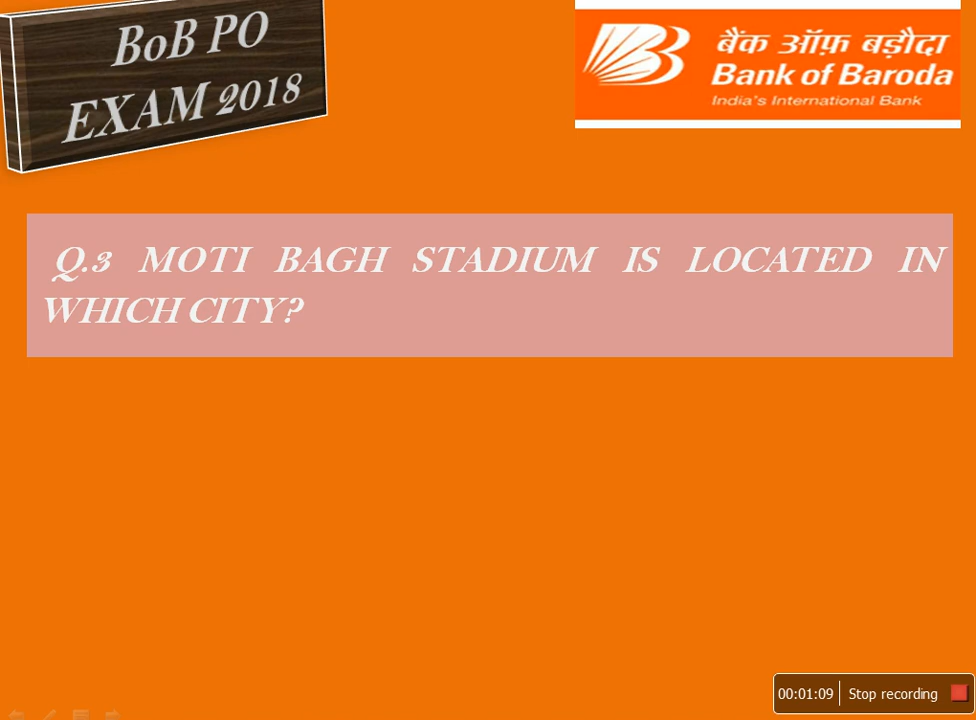 BoB PO
EXAM 2018
बैंक ऑफ़ बड़ौदा
Bank of Baroda
India's International Bank
Q.3 MOTI BAGH STADIUM IS LOCATED IN
WHICH CITY?
00:01:09 Stop recording